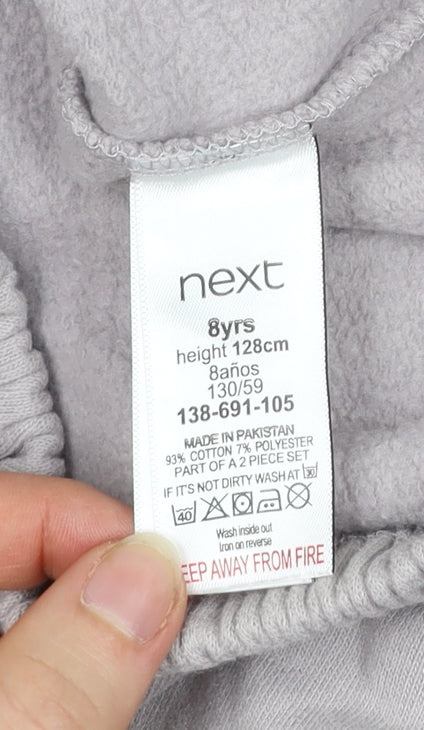 next
8yrs
height 128cm
8años
130/59
138-691-105
MADE IN PAKISTAN
93% COTTON 7% POLYESTER
PART OF A 2 PIECE SET
IF IT'S NOT DIRTY WASH AT 30
40
Wash inside out
Iron on reverse
EEP AWAY FROM FIRE